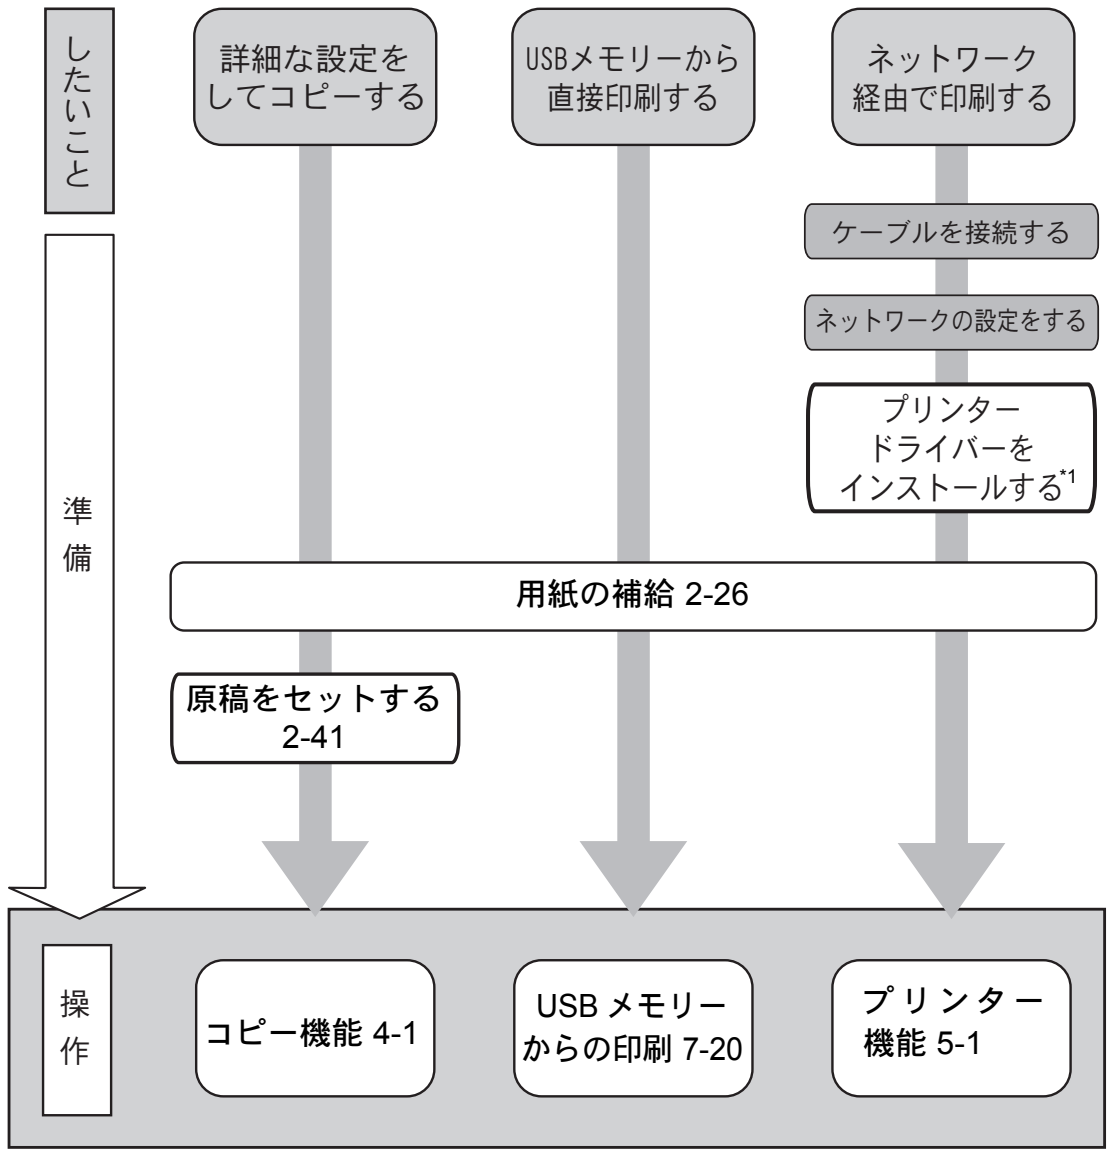 したいこと
詳細な設定を
してコピーする
USBメモリーから
直接印刷する
ネットワーク
経由で印刷する
ケーブルを接続する
ネットワークの設定をする
プリンター
ドライバーを
インストールする*1
準備
用紙の補給 2-26
原稿をセットする
2-41
操作
コピー機能 4-1
USB メモリー
からの印刷 7-20
プリンター
機能 5-1